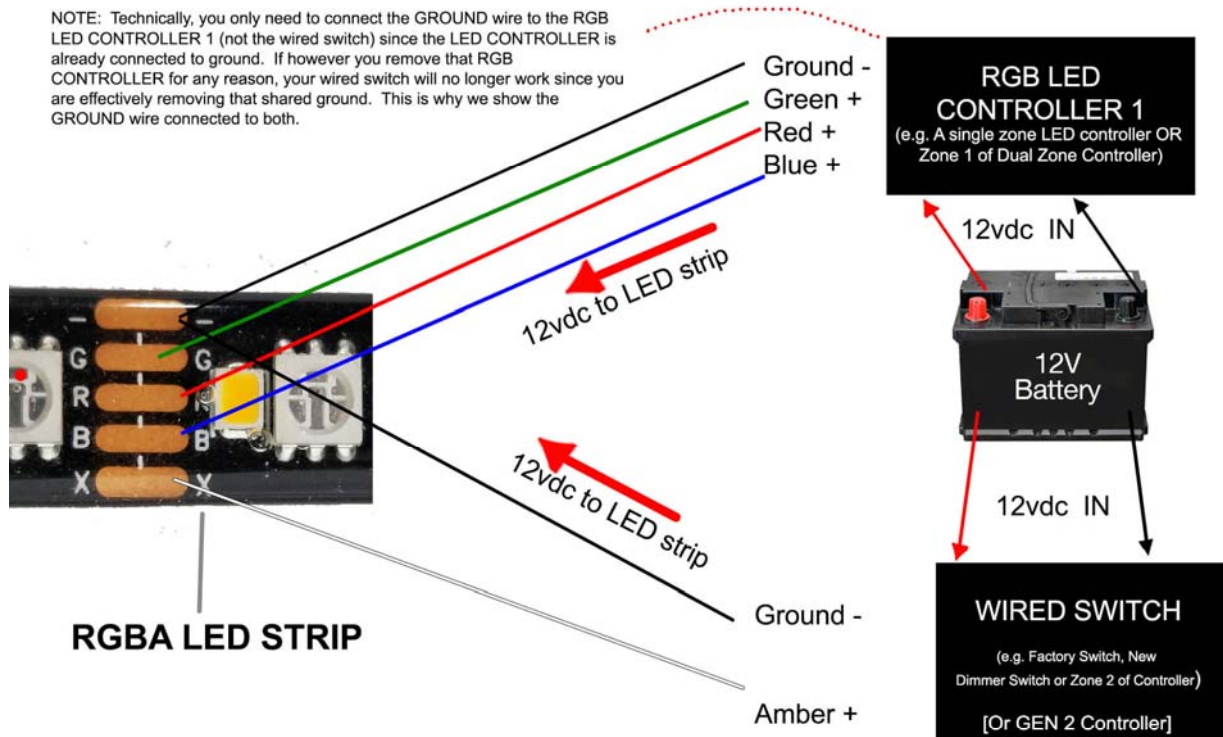 NOTE: Technically, you only need to connect the GROUND wire to the RGB
LED CONTROLLER 1 (not the wired switch) since the LED CONTROLLER is
already connected to ground. If however you remove that RGB
CONTROLLER for any reason, your wired switch will no longer work since you
are effectively removing that shared ground. This is why we show the
GROUND wire connected to both.
Ground -
Green +
Red +
Blue +
RGB LED
CONTROLLER 1
(e.g. A single zone LED controller OR
Zone 1 of Dual Zone Controller)
12vdc IN
12vdc to LED strip
12V
Battery
- -
G G
R R
B B
X X
12vdc to LED strip
12vdc IN
RGBA LED STRIP
Ground -
Amber +
WIRED SWITCH
(e.g. Factory Switch, New
Dimmer Switch or Zone 2 of Controller)
[Or GEN 2 Controller]